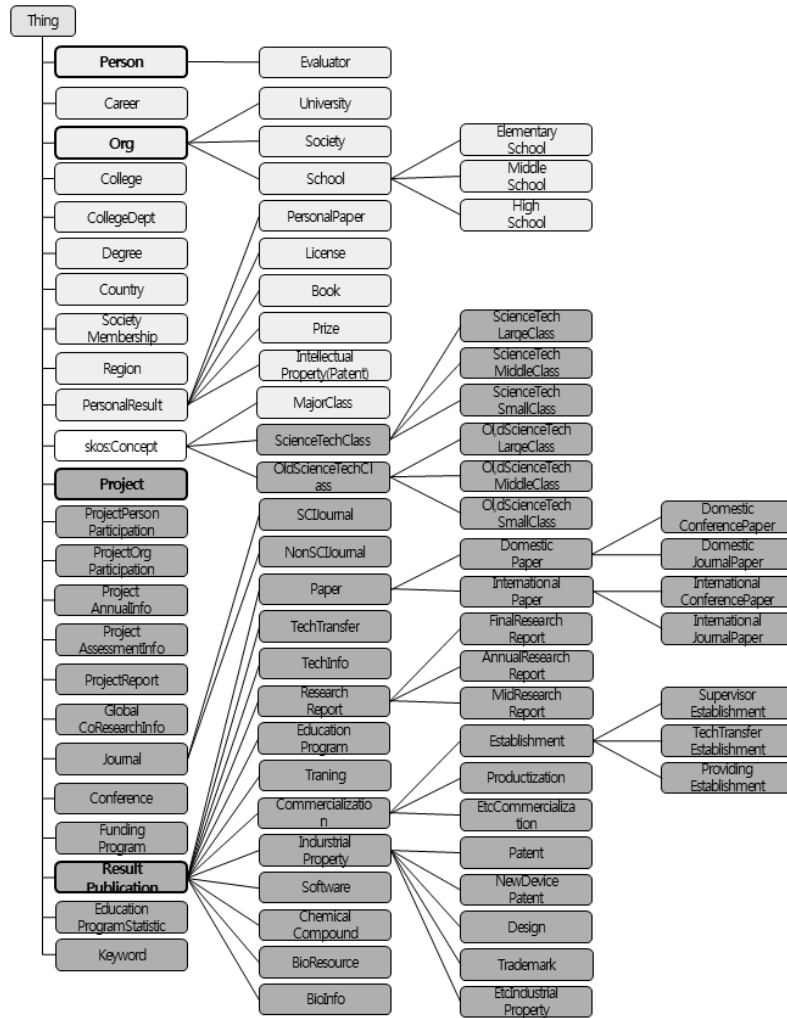 Thing
Person
Evaluator
Career
University
Org
Society
Elementary
School
College
School
Middle
School
CollegeDept
PersonalPaper
High
School
Degree
License
Country
Book
Society
Membership
Prize
ScienceTech
LargeClass
Region
Intellectual
Property(Patent)
ScienceTech
MiddleClass
PersonalResult
MajorClass
ScienceTech
SmallClass
skos:Concept
ScienceTechClass
Ol,dScienceTech
LargeClass
Project
OldScienceTechCl
ass
Ol,dScienceTech
MiddleClass
ProjectPerson
Participation
SCIJournal
Ol,dScienceTech
SmallClass
Domestic
ConferencePaper
ProjectOrg
Participation
NonSCIJournal
Domestic
Paper
Domestic
JournalPaper
Project
AnnualInfo
Paper
International
Paper
International
ConferencePaper
Project
AssessmentInfo
TechTransfer
FinalResearch
Report
International
JournalPaper
ProjectReport
TechInfo
AnnualResearch
Report
Global
CoResearchInfo
Research
Report
MidResearch
Report
Supervisor
Establishment
Journal
Education
Program
Establishment
TechTransfer
Establishment
Conference
Traning
Productization
Providing
Establishment
Funding
Program
Commercializatio
n
EtcCommercializa
tion
Result
Publication
Indurstrial
Property
Patent
Education
ProgramStatistic
Software
NewDevice
Patent
Keyword
Chemical
Compound
Design
BioResource
Trademark
BioInfo
EtcIndustrial
Property